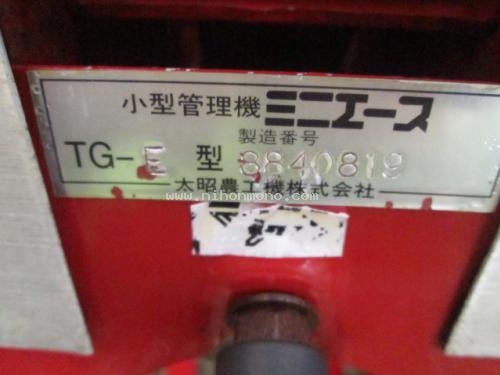 小型管理機 ミニエース
製造番号
TG-E 型 8840819
太昭農工機株式会社
www.nihonmono.com